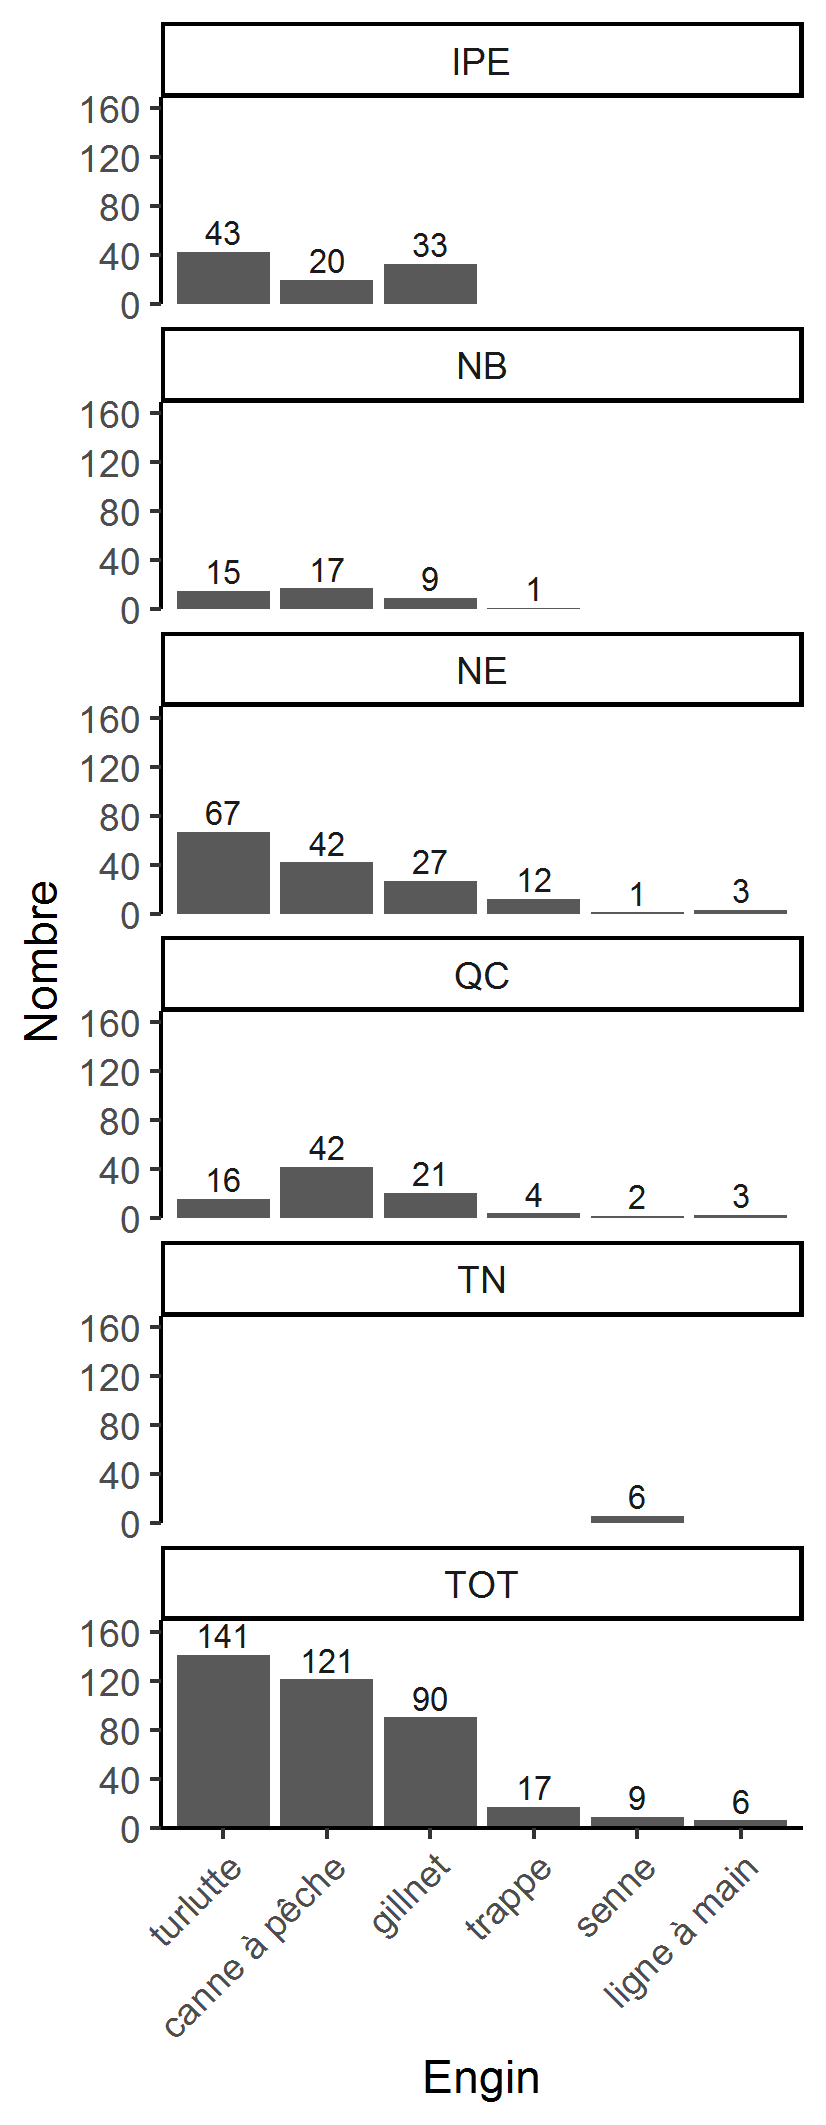 IPE
160
120
80
40
0
43 20 33
NB
160
120
80
40
0
15 17 9 1
NE
160
120
80
40
0
67 42 27 12 1 3
QC
160
120
80
40
0
16 42 21 4 2 3
TN
160
120
80
40
0
6
TOT
160
120
80
40
0
141 121 90 17 9 6
turlutte
canne à pêche
gillnet
trappe
senne
ligne à main
Engin
Nombre